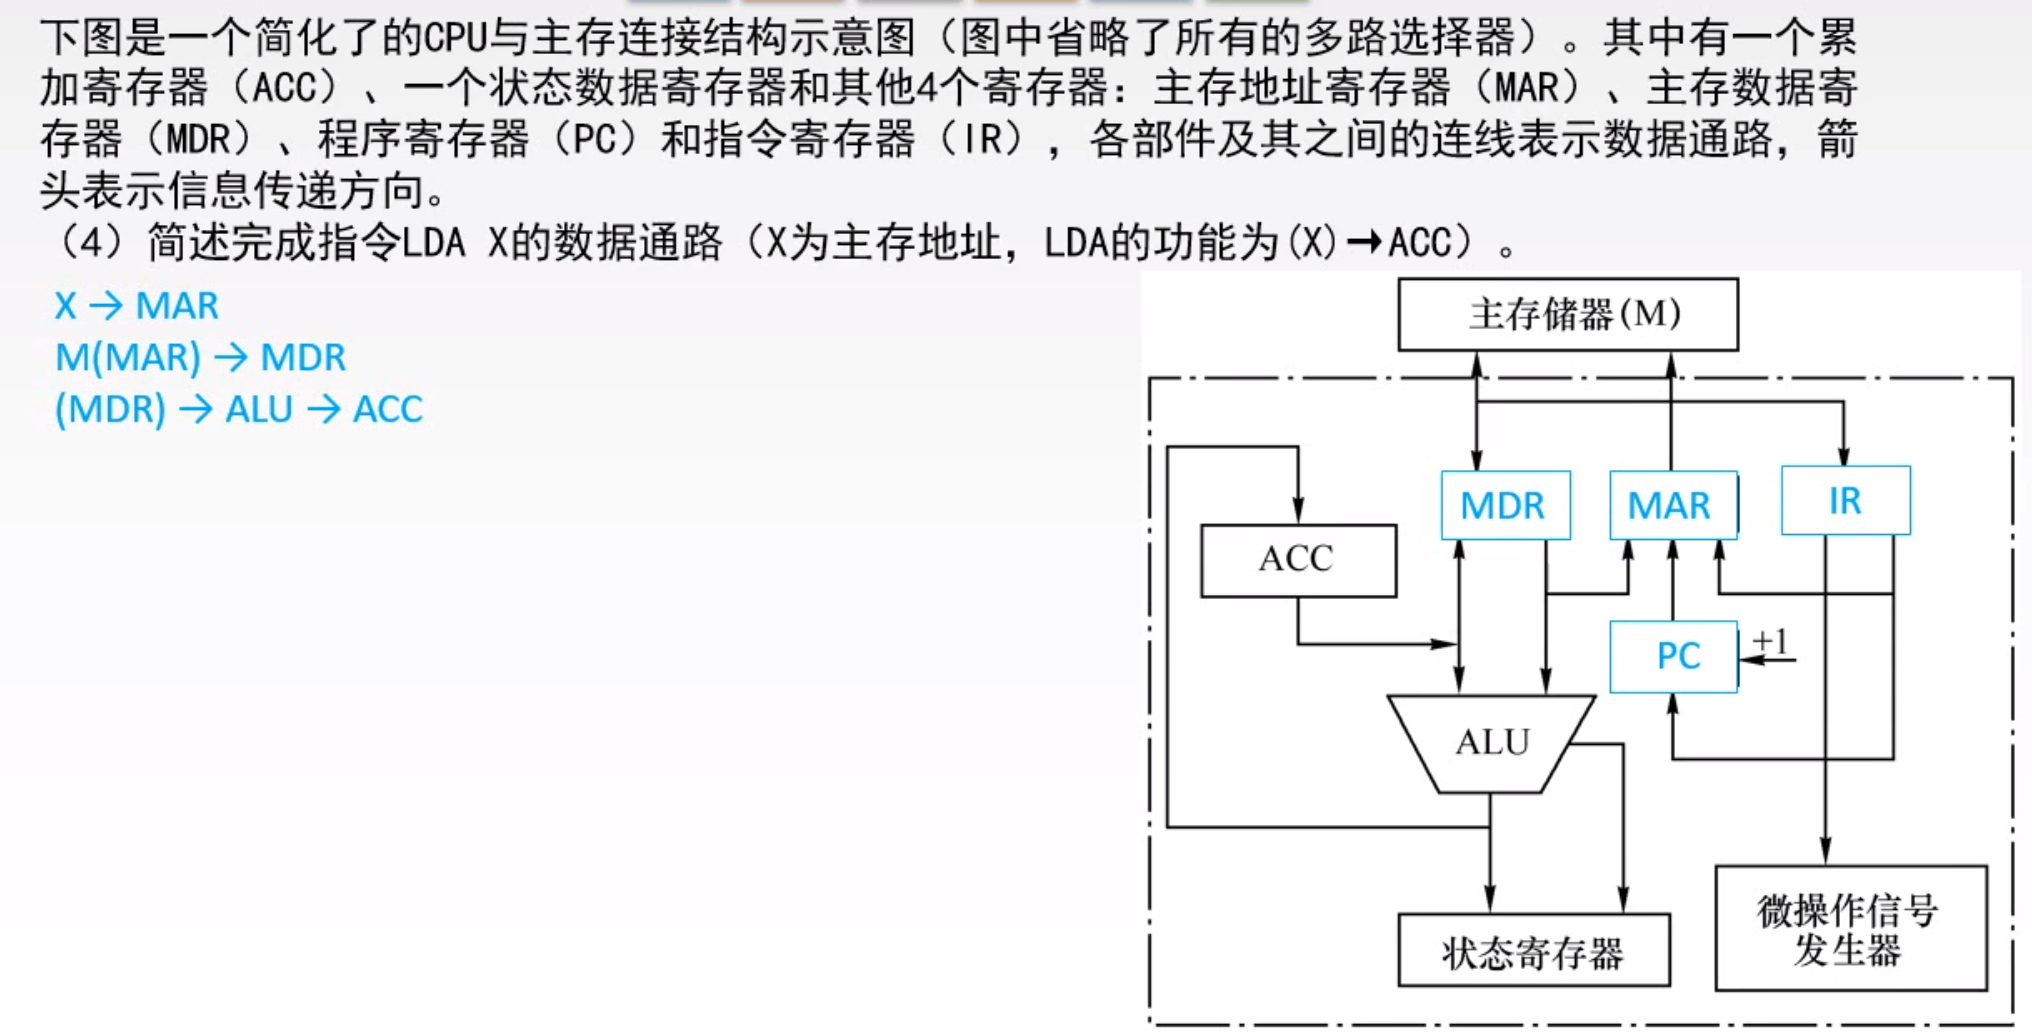 下图是一个简化了的CPU与主存连接结构示意图（图中省略了所有的多路选择器）。其中有一个累
加寄存器（ACC）、一个状态数据寄存器和其他4个寄存器：主存地址寄存器（MAR）、主存数据寄
存器（MDR）、程序寄存器（PC）和指令寄存器（IR），各部件及其之间的连线表示数据通路，箭
头表示信息传递方向。
（4）简述完成指令LDA X的数据通路（X为主存地址，LDA的功能为(X)→ACC）。
X → MAR
M(MAR) → MDR
(MDR) → ALU → ACC
主存储器(M)
MDR
MAR
IR
ACC
PC
+1
ALU
状态寄存器
微操作信号
发生器